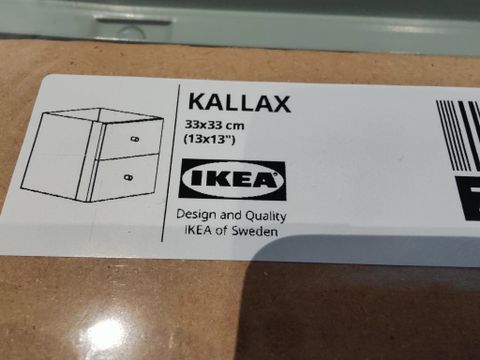 KALLAX
33x33 cm
(13x13")
IKEA
Design and Quality
IKEA of Sweden